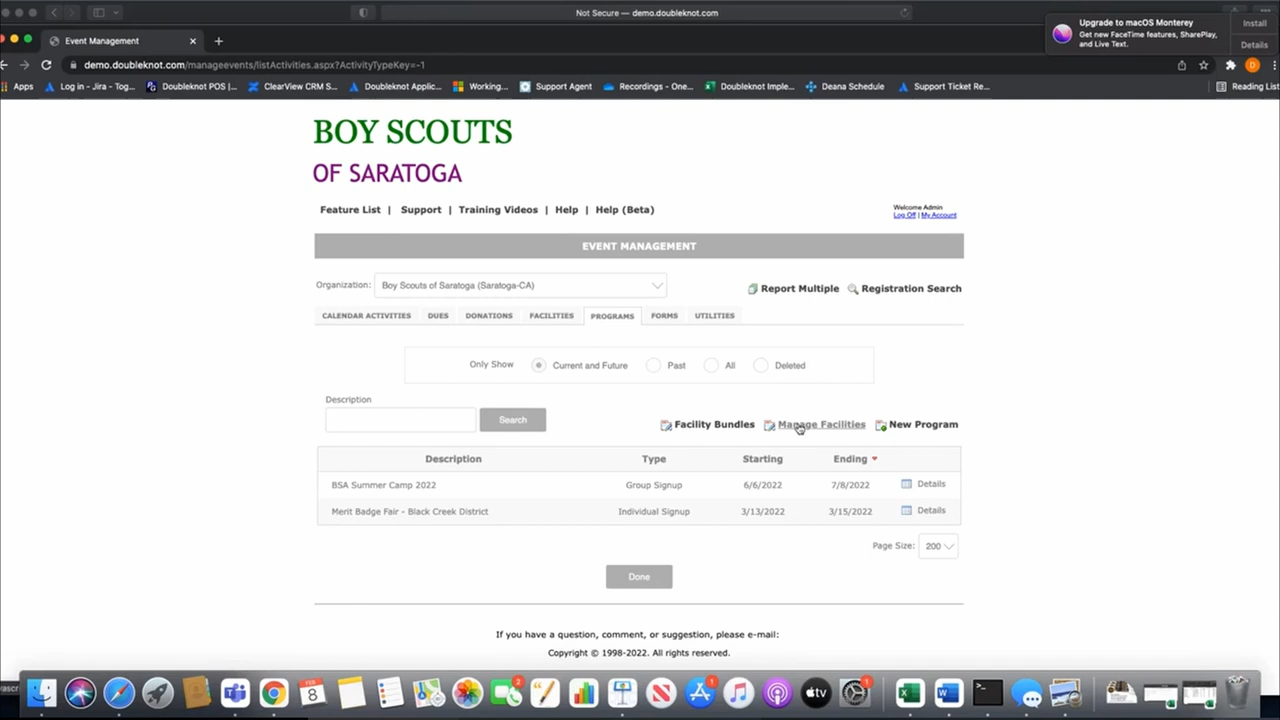 Not Secure — demo.doubleknot.com
Event Management
Upgrade to macOS Monterey
Get new FaceTime features, SharePlay, and Live Text.
Install
Details
demo.doubleknot.com/manageevents/listActivities.aspx?ActivityTypeKey=-1
D
Apps Log in - Jira - Tog... Doubleknot POS |... ClearView CRM S... Doubleknot Applic... Working... Support Agent Recordings - One... Doubleknot Imple... Deana Schedule Support Ticket Re... Reading List
BOY SCOUTS
OF SARATOGA
Feature List | Support | Training Videos | Help | Help (Beta)
Welcome Admin
Log Off | My Account
EVENT MANAGEMENT
Organization: Boy Scouts of Saratoga (Saratoga-CA)
Report Multiple Registration Search
CALENDAR ACTIVITIES DUES DONATIONS FACILITIES PROGRAMS FORMS UTILITIES
Only Show Current and Future Past All Deleted
Description
Search
Facility Bundles Manage Facilities New Program
Description Type Starting Ending
BSA Summer Camp 2022 Group Signup 6/6/2022 7/8/2022 Details
Merit Badge Fair - Black Creek District Individual Signup 3/13/2022 3/15/2022 Details
Page Size: 200
Done
If you have a question, comment, or suggestion, please e-mail:
Copyright © 1998-2022. All rights reserved.
FEB
8
2
1
tv
1